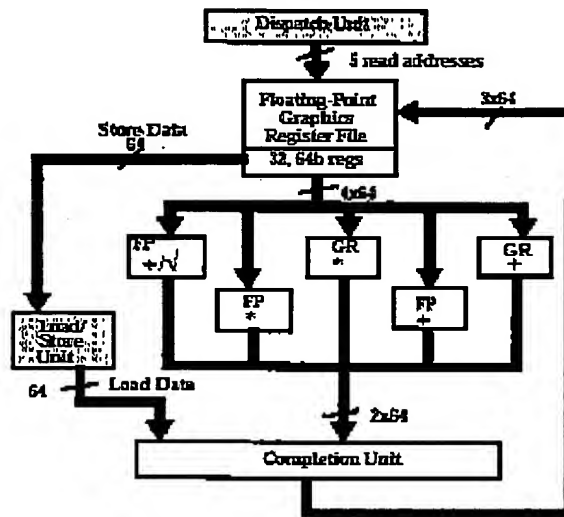 Dispatch Unit
5 read addresses
Floating-Point
Graphics
Register File
32, 64b regs
3x64
Store Data
64
4x64
FP
÷/√
GR
*
GR
+
FP
*
FP
+
Load/
Store
Unit
64
Load Data
2x64
Completion Unit